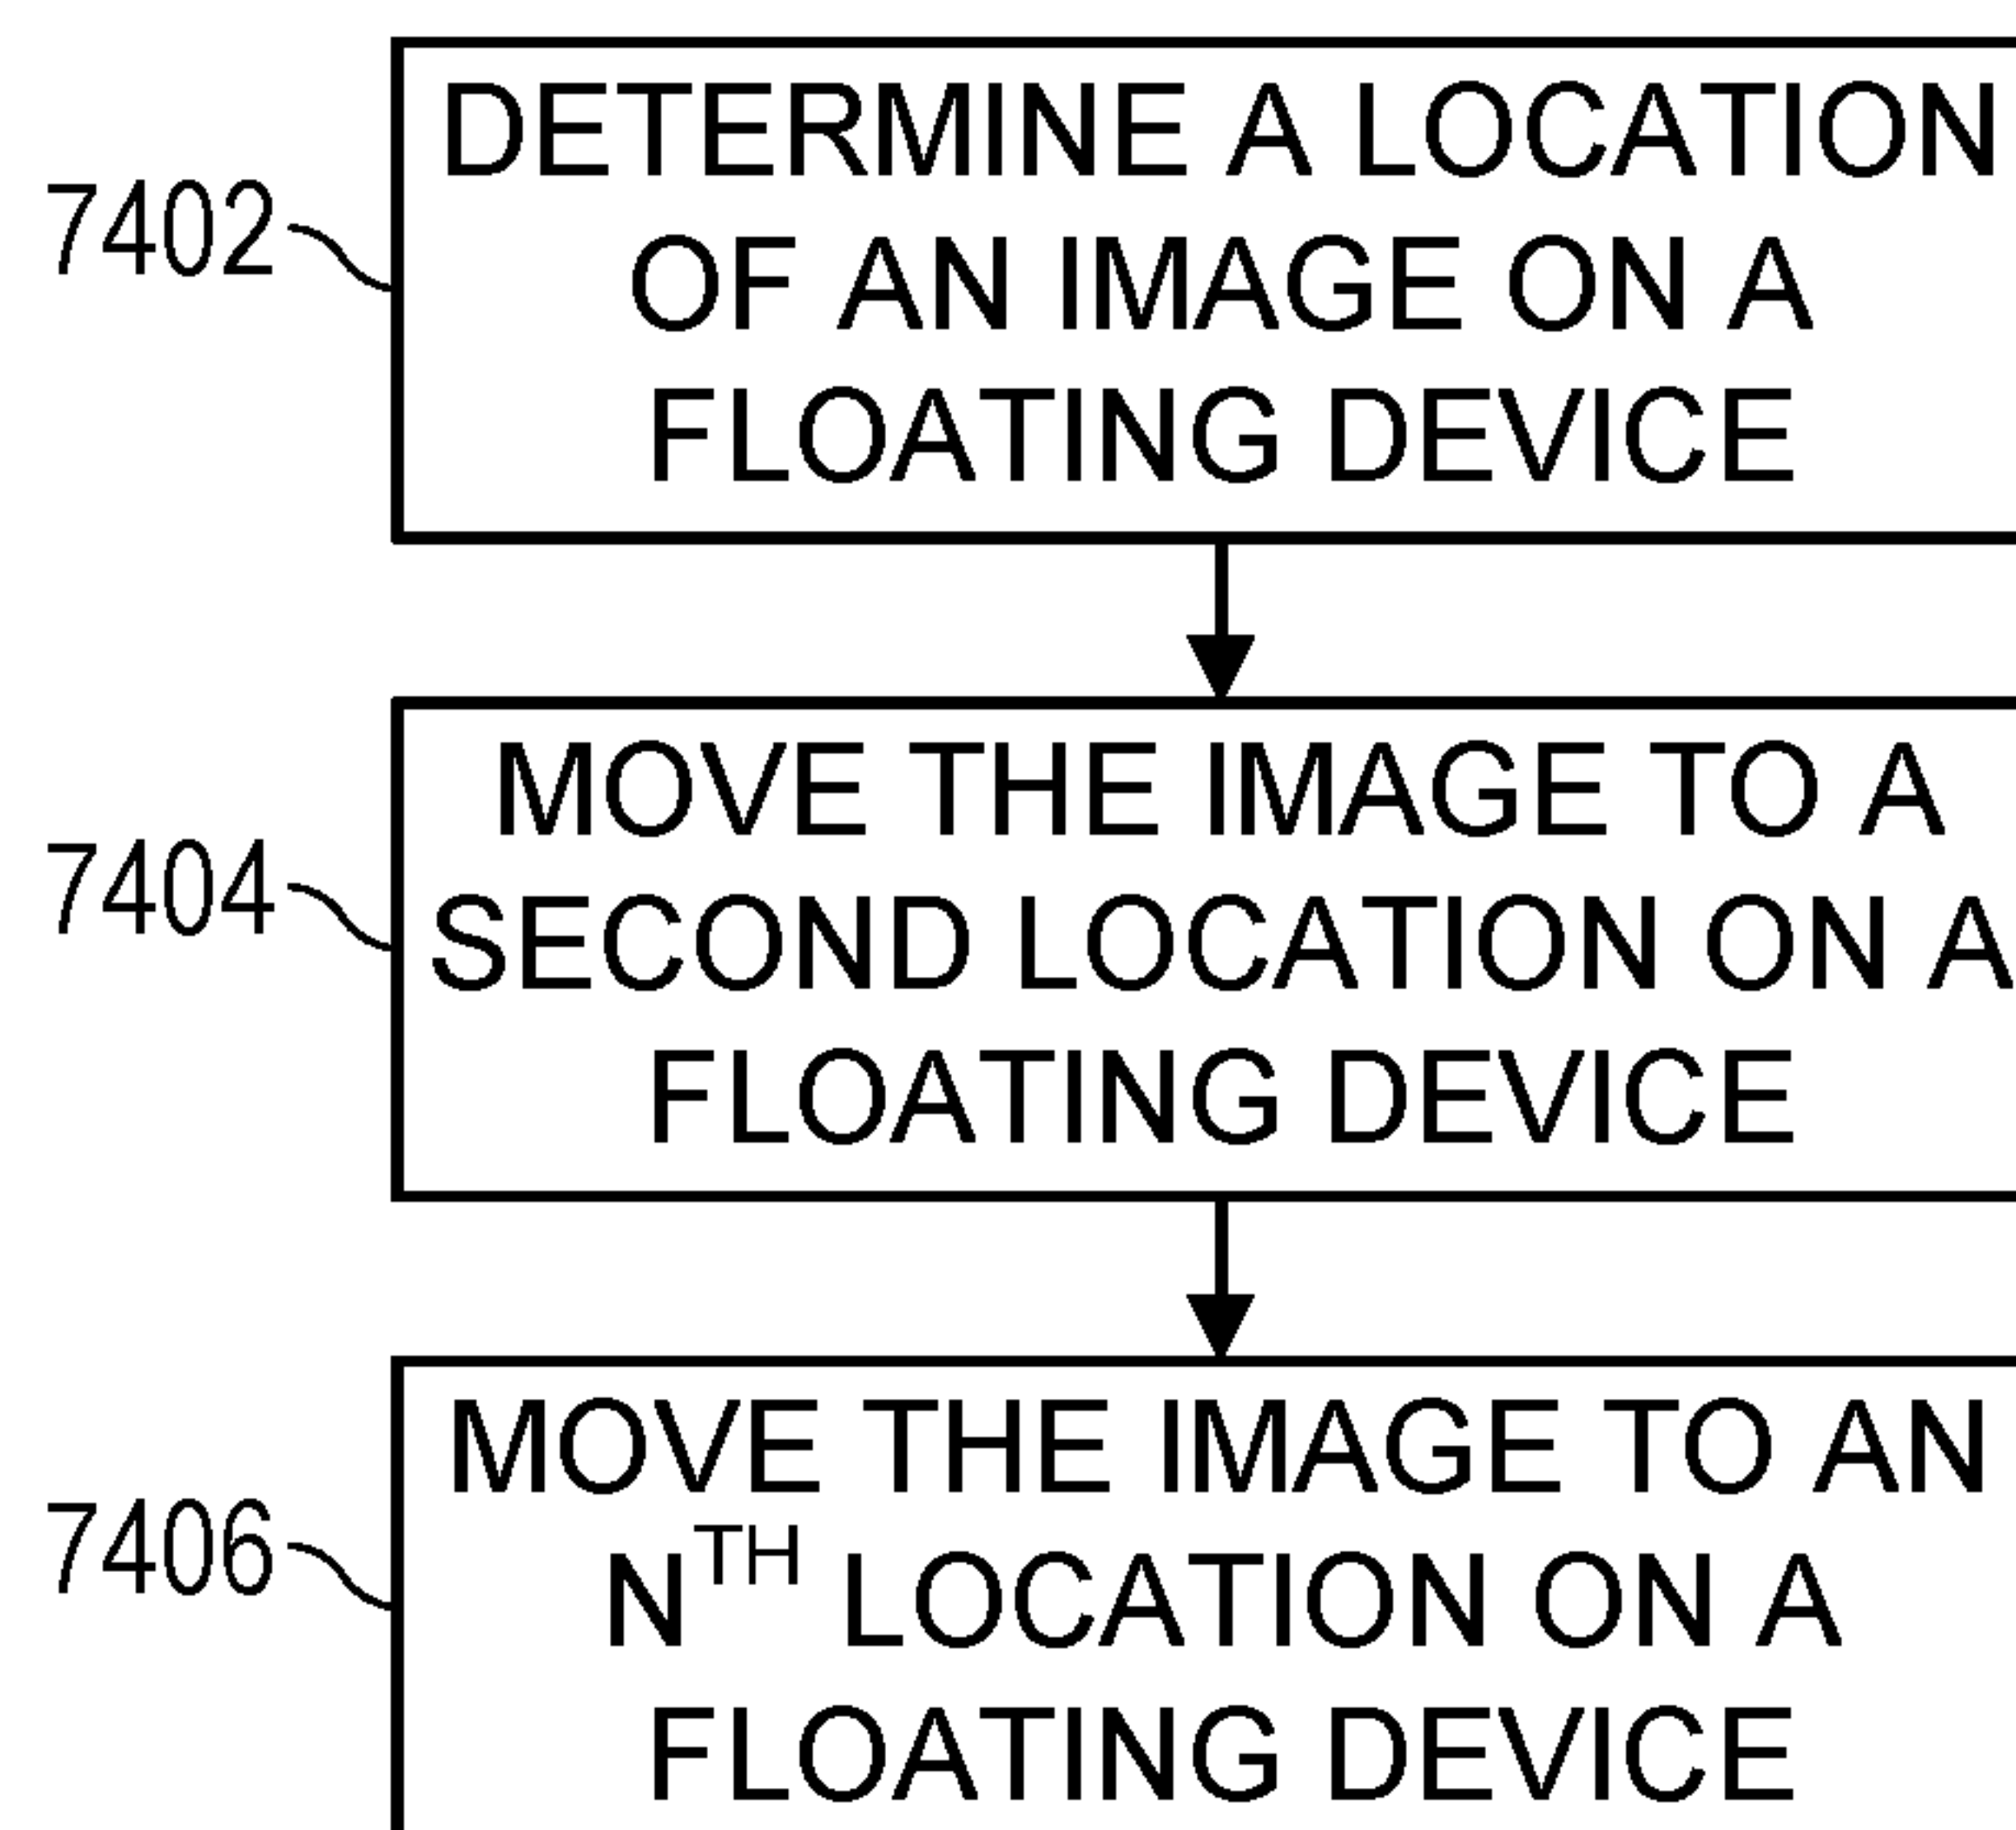 DETERMINE A LOCATION
7402
OF AN IMAGE ON A
FLOATING DEVICE
MOVE THE IMAGE TO A
7404
SECOND LOCATION ON A
FLOATING DEVICE
MOVE THE IMAGE TO AN
7406
NTH LOCATION ON A
FLOATING DEVICE